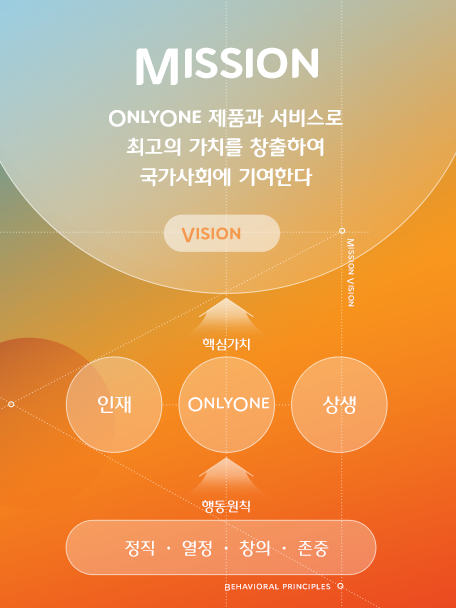 MISSION
ONLYONE 제품과 서비스로
최고의 가치를 창출하여
국가사회에 기여한다
VISION
MISSION VISION
핵심가치
인재
ONLYONE
상생
행동원칙
정직 · 열정 · 창의 · 존중
BEHAVIORAL PRINCIPLES